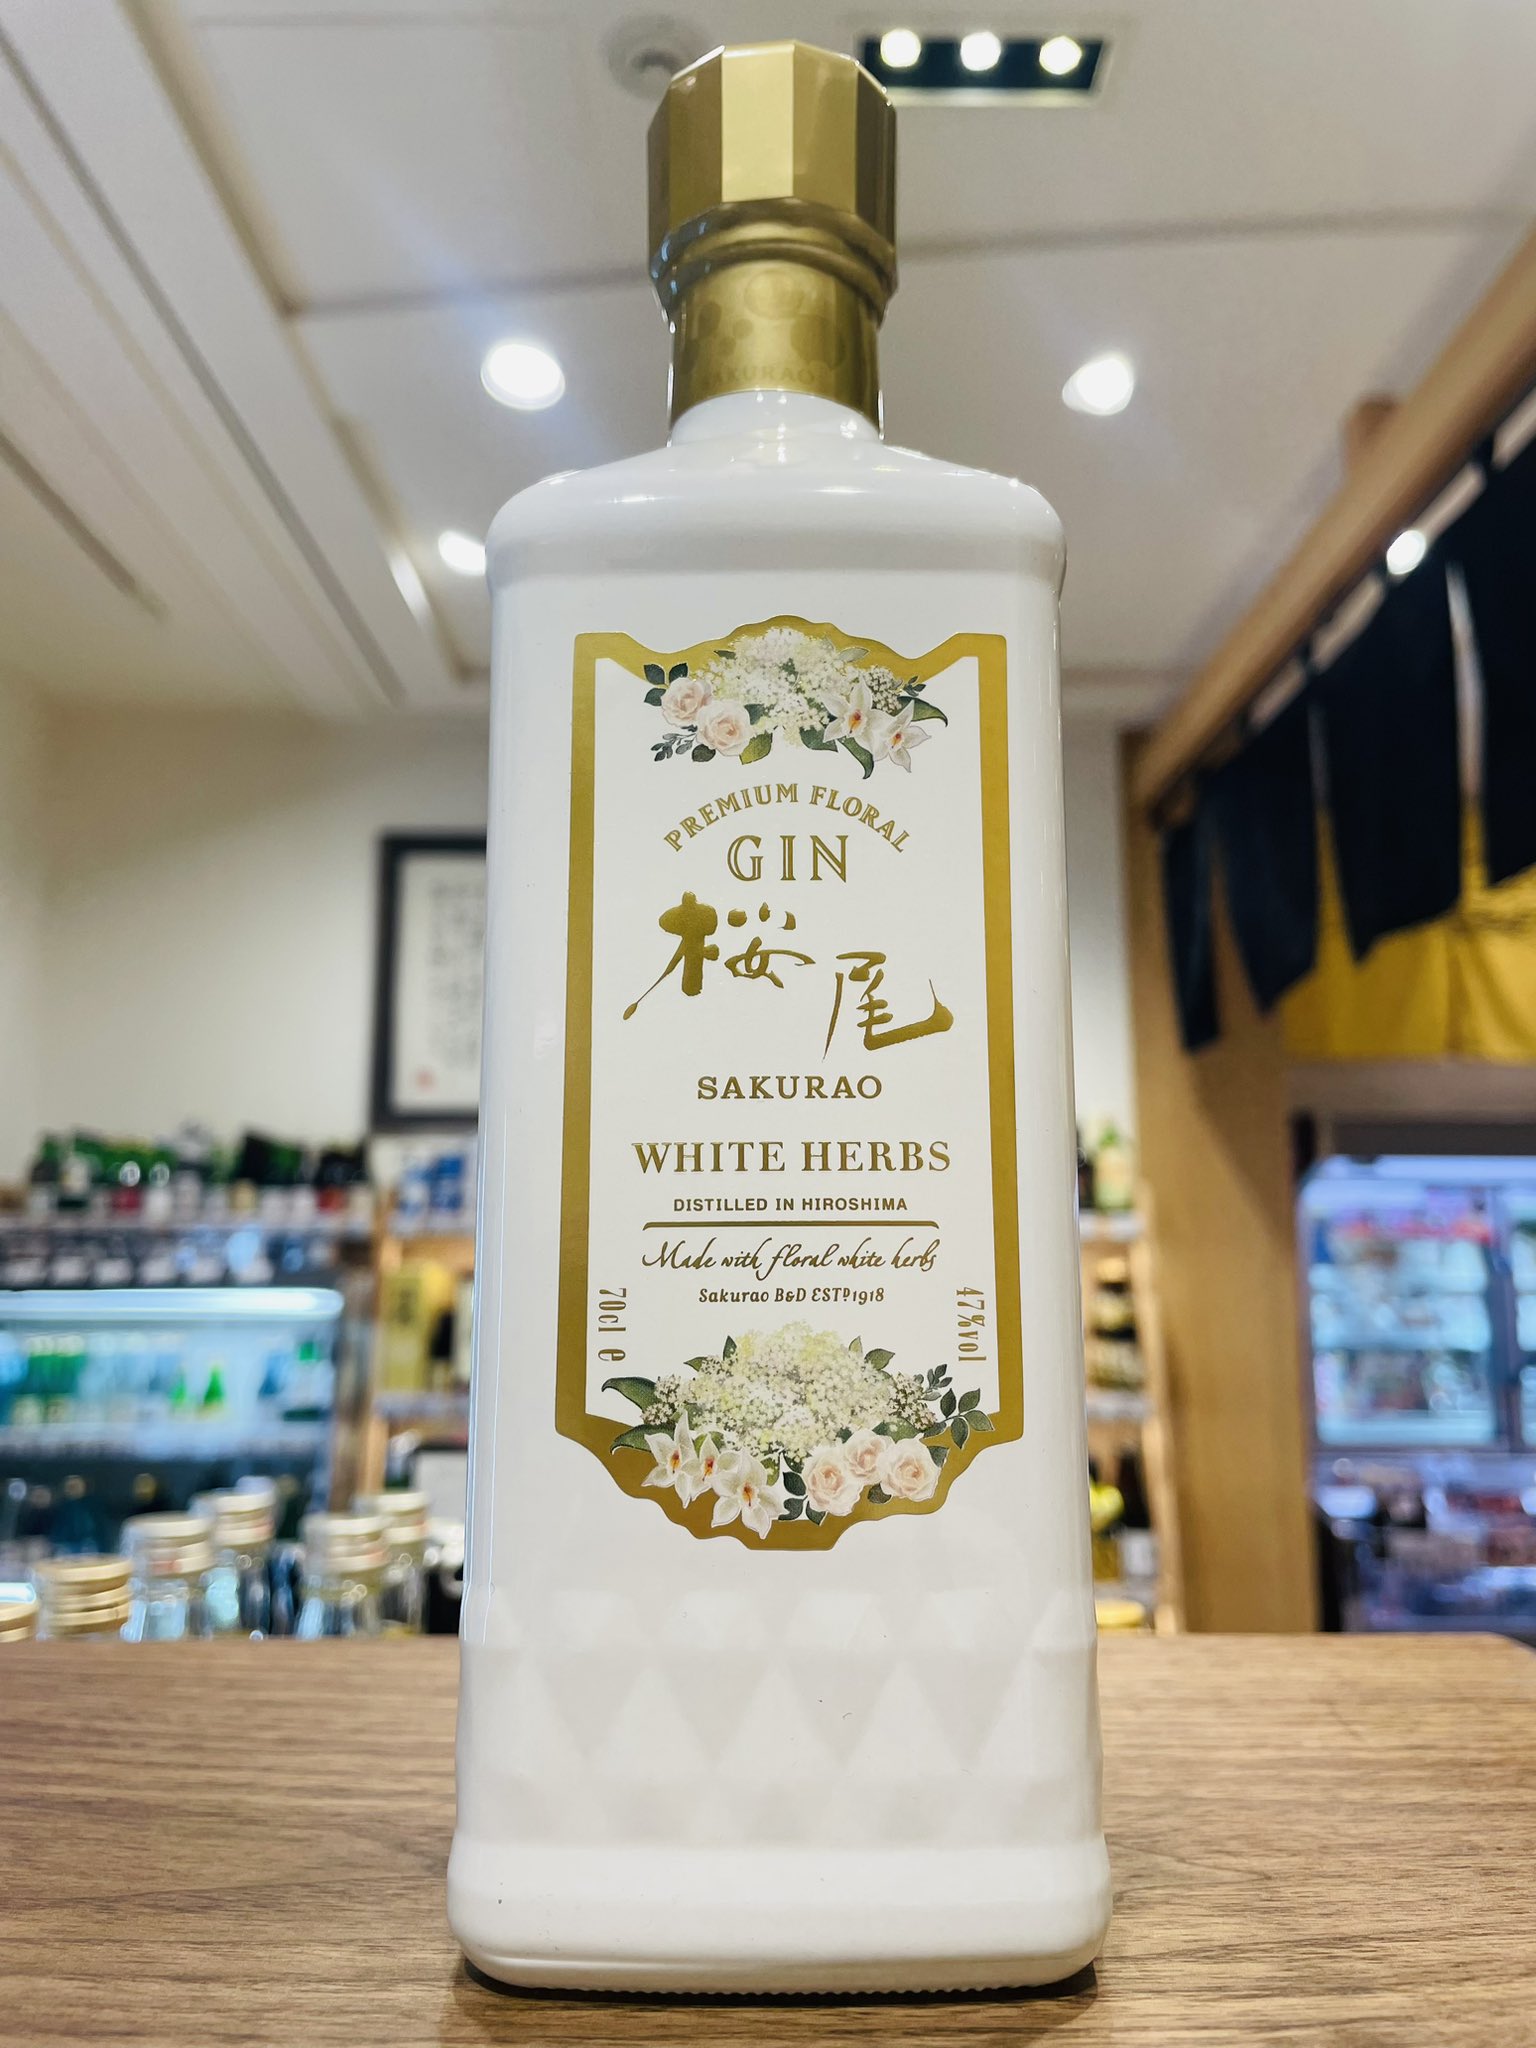 SAKURAO
PREMIUM FLORAL
GIN
桜尾
SAKURAO
WHITE HERBS
DISTILLED IN HIROSHIMA
Made with floral white herbs
Sakurao B&D ESTD 1918
70cl e
47%vol